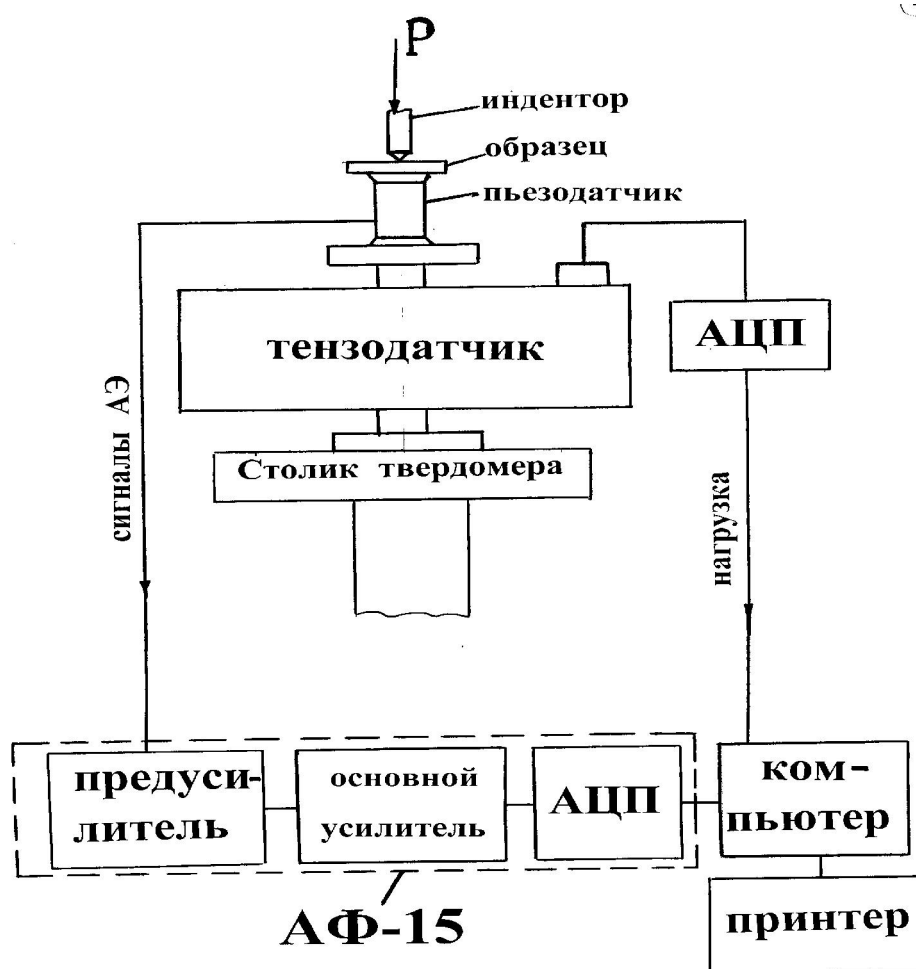 P
индентор
образец
пьезодатчик
тензодатчик
АЦП
сигналы АЭ
Столик твердомера
нагрузка
предуси-
литель
основной
усилитель
АЦП
ком-
пьютер
АФ-15
принтер